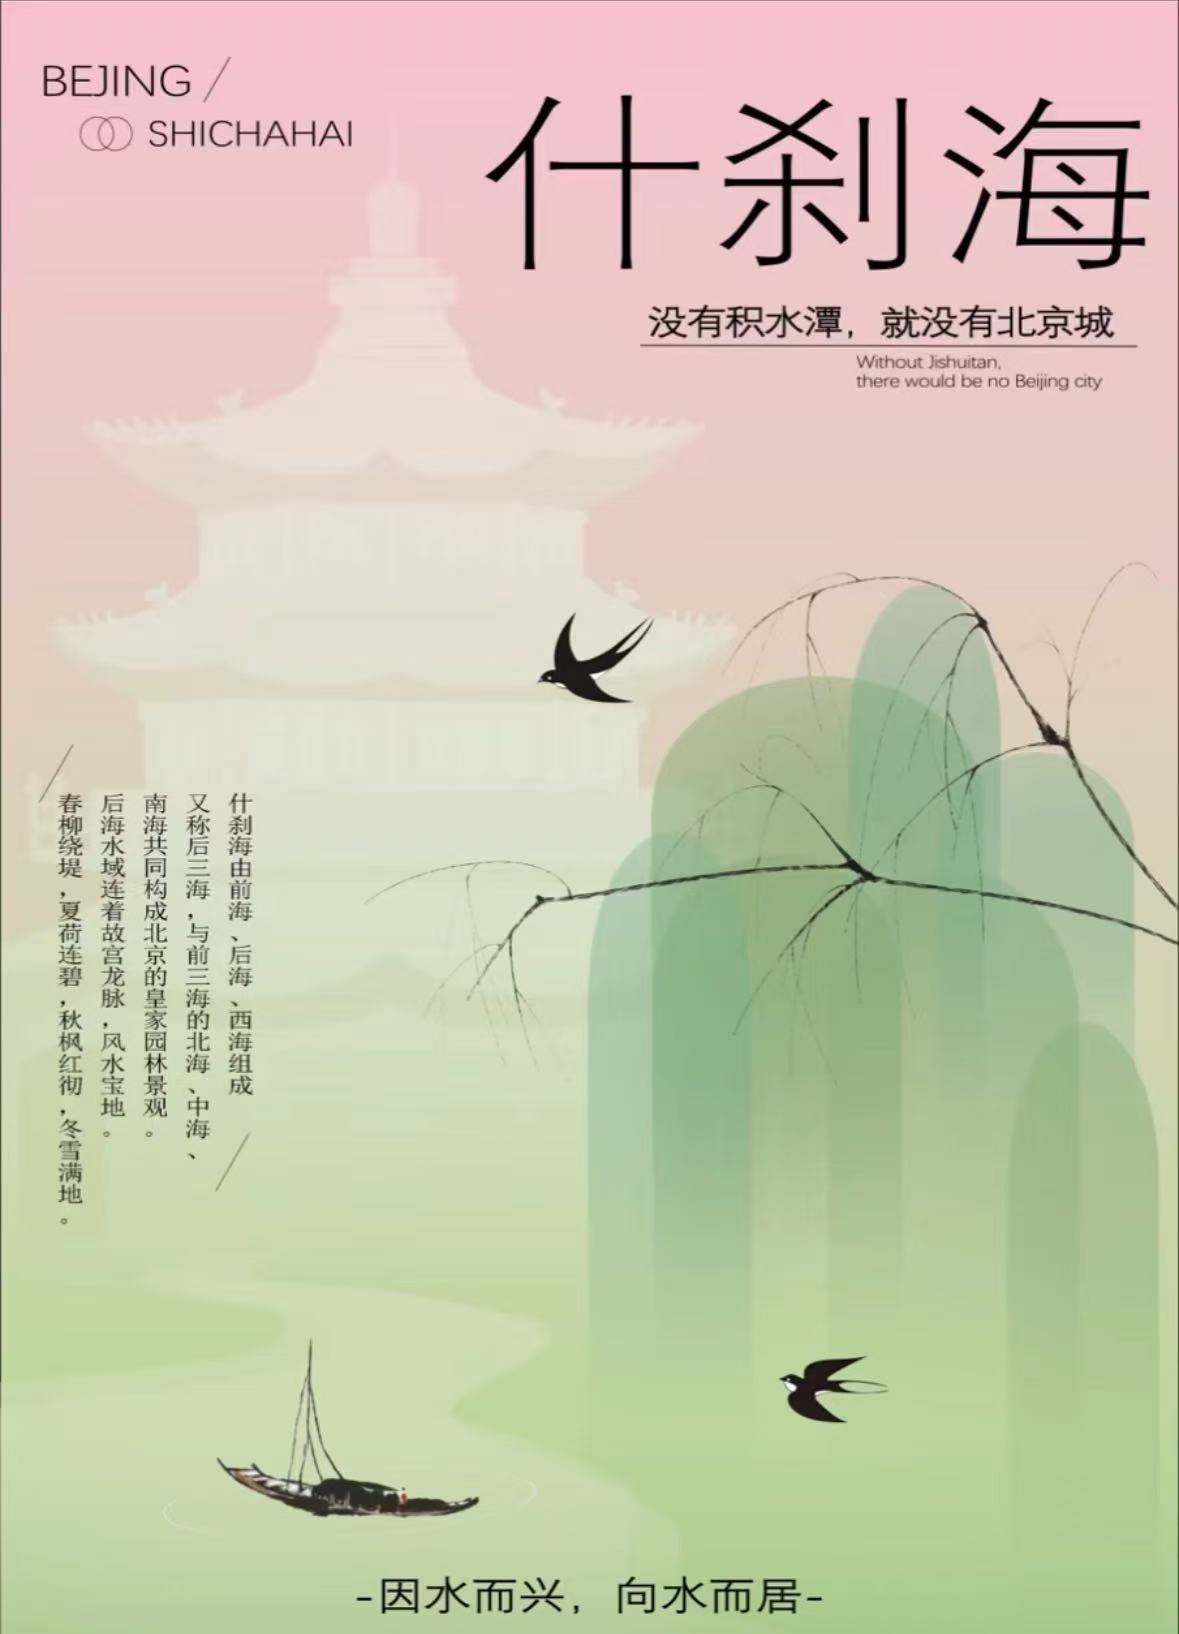 BEJING /
SHICHAHAI
什刹海
没有积水潭，就没有北京城
Without Jishuitan,
there would be no Beijing city
什刹海由前海、后海、西海组成
又称后三海，与前三海的北海、中海、
南海共同构成北京的皇家园林景观。
后海水域连着故宫龙脉，风水宝地。
春柳绕堤，夏荷连碧，秋枫红彻，冬雪满地。
-因水而兴，向水而居-